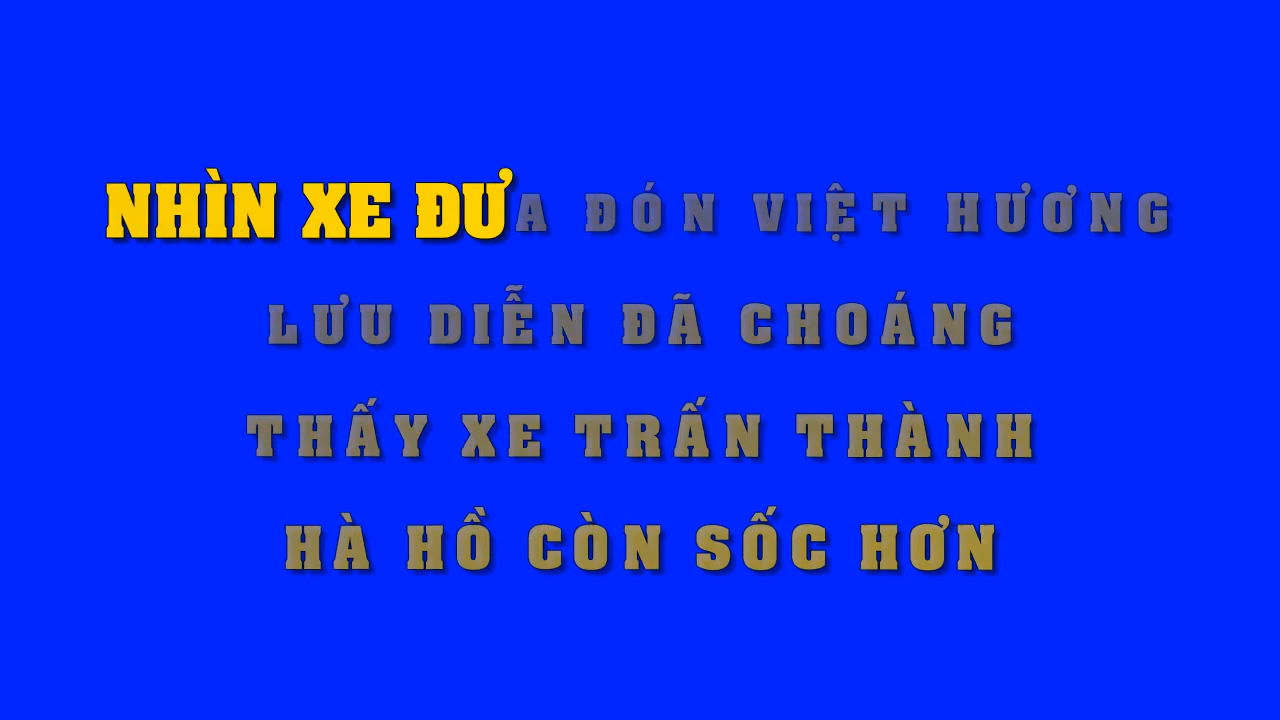 NHÌN XE ĐƯA ĐÓN VIỆT HƯƠNG
LƯU DIỄN ĐÃ CHOÁNG
THẤY XE TRẤN THÀNH
HÀ HỒ CÒN SỐC HƠN